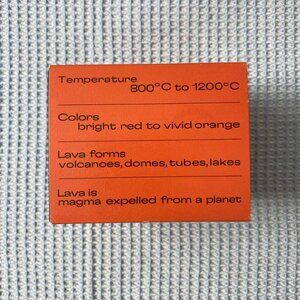 Temperature
800°C to 1200°C
Colors
bright red to vivid orange
Lava forms
volcanoes, domes, tubes, lakes
Lava is
magma expelled from a planet